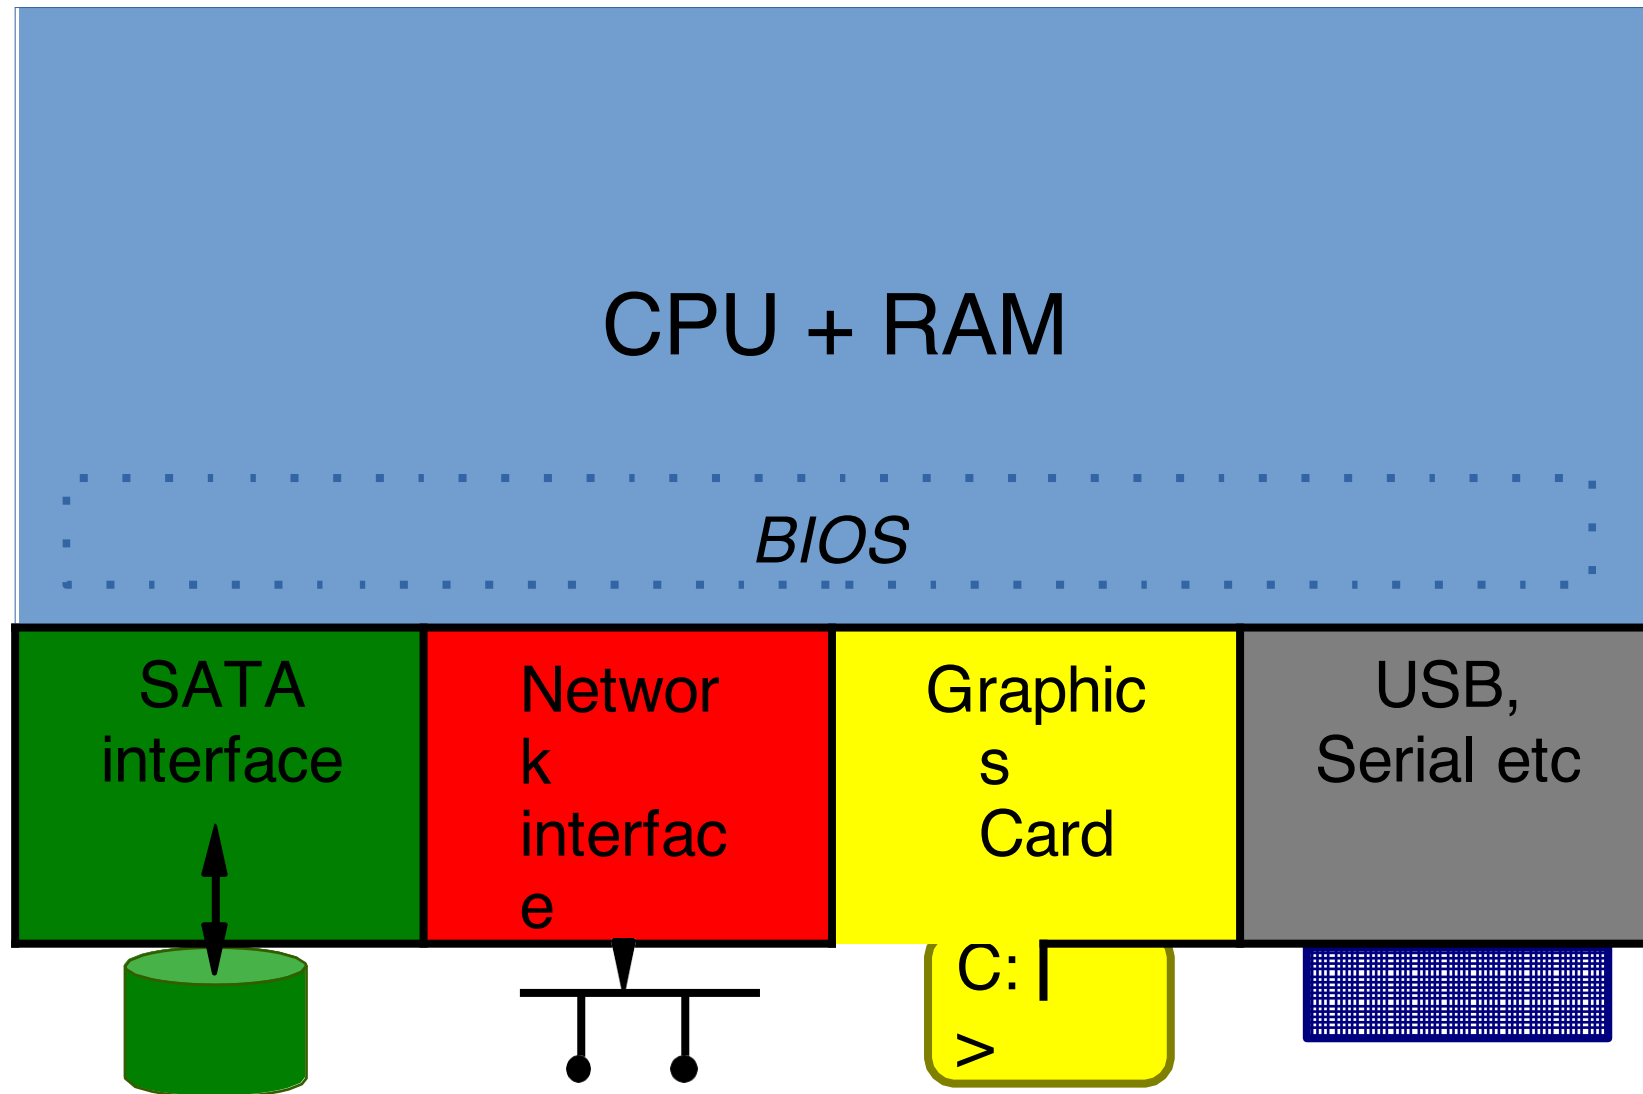 CPU + RAM
BIOS
SATA
interface
Networ
k
interfac
e
Graphic
s
Card
USB,
Serial etc
C:
>